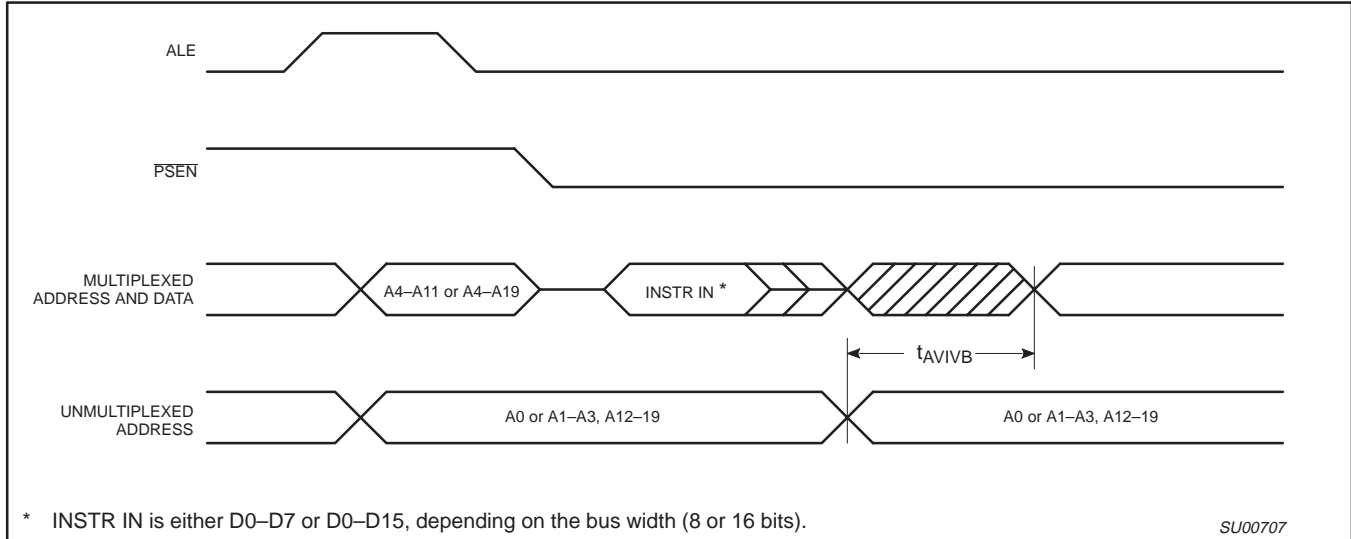 ALE
PSEN
MULTIPLEXED
ADDRESS AND DATA
A4–A11 or A4–A19
INSTR IN *
tAVIVB
UNMULTIPLEXED
ADDRESS
A0 or A1–A3, A12–19
A0 or A1–A3, A12–19
* INSTR IN is either D0–D7 or D0–D15, depending on the bus width (8 or 16 bits).
SU00707